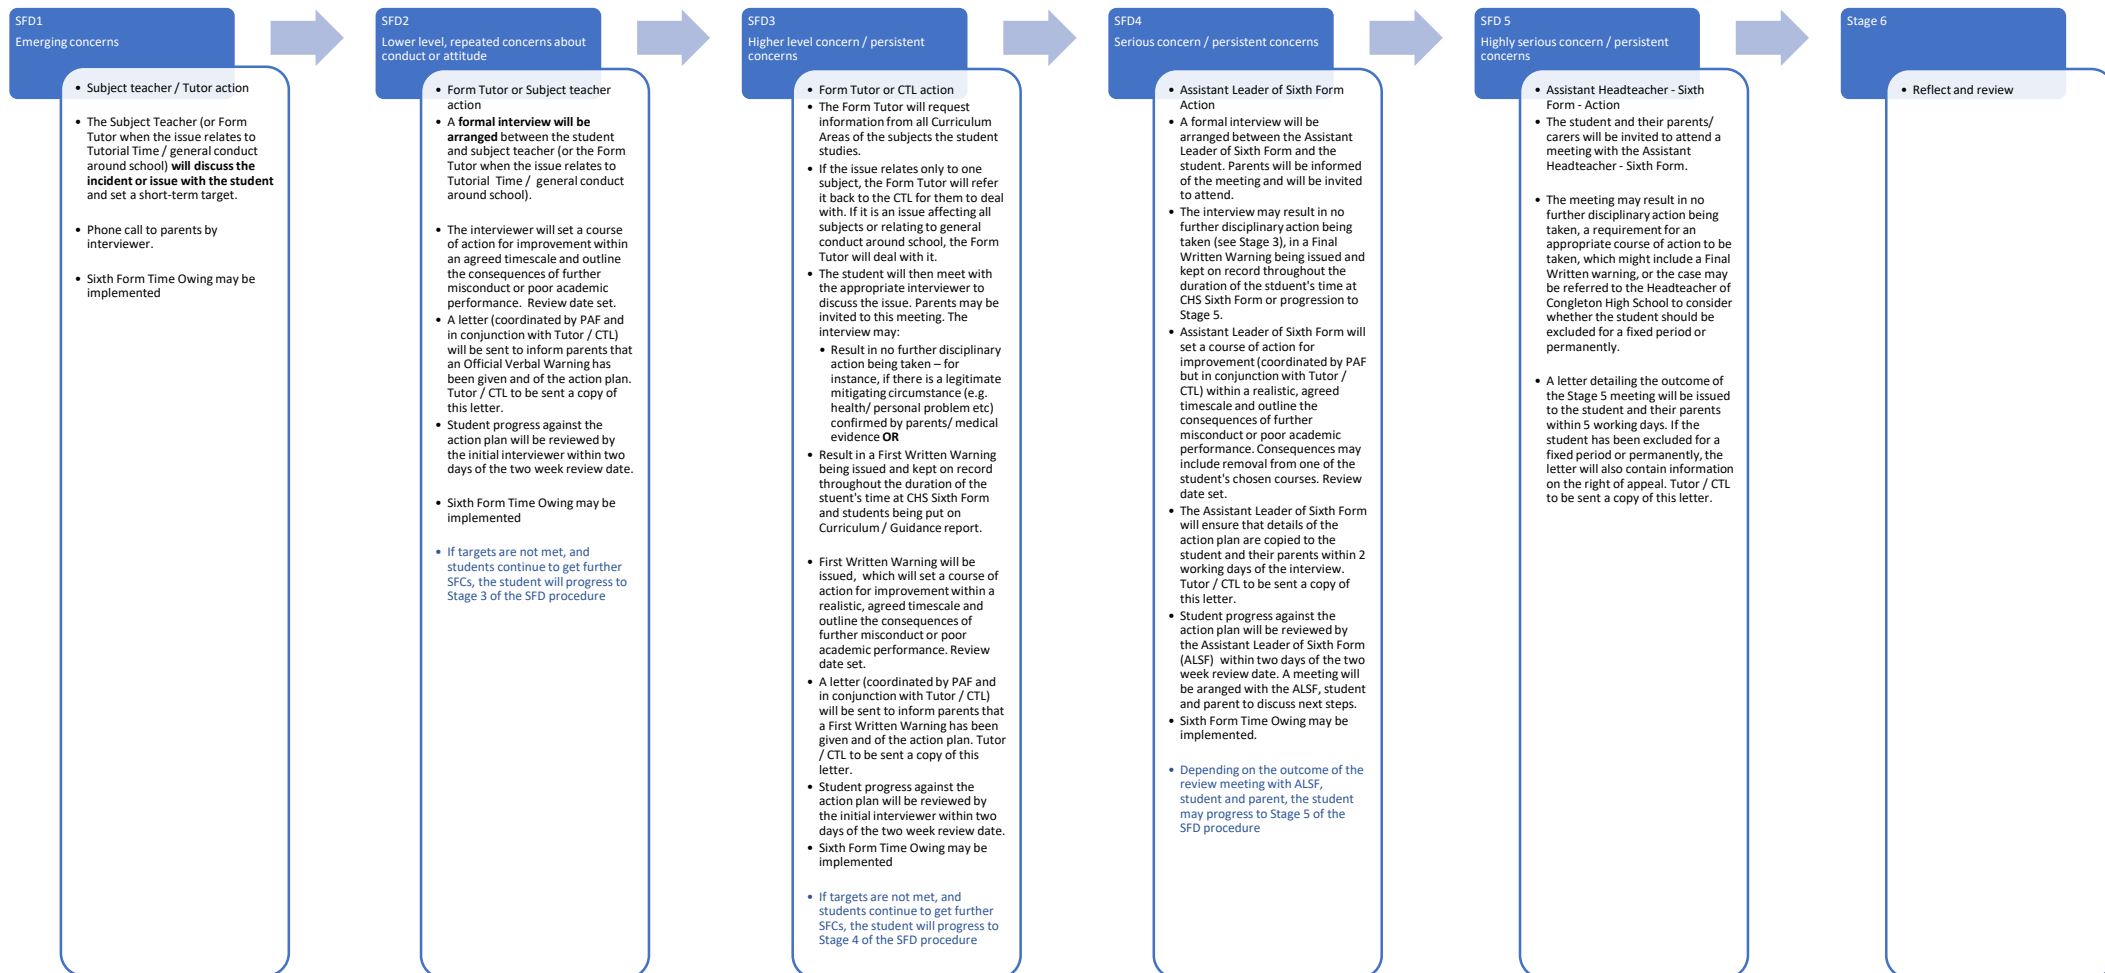 SFD1
Emerging concerns
• Subject teacher / Tutor action
• The Subject Teacher (or Form
Tutor when the issue relates to
Tutorial Time / general conduct
around school) will discuss the
incident or issue with the student
and set a short-term target.
• Phone call to parents by
interviewer.
• Sixth Form Time Owing may be
implemented
SFD2
Lower level, repeated concerns about
conduct or attitude
• Form Tutor or Subject teacher
action
• A formal interview will be
arranged between the student
and subject teacher (or the Form
Tutor when the issue relates to
Tutorial Time / general conduct
around school).
• The interviewer will set a course
of action for improvement within
an agreed timescale and outline
the consequences of further
misconduct or poor academic
performance. Review date set.
• A letter (coordinated by PAF and
in conjunction with Tutor / CTL)
will be sent to inform parents that
an Official Verbal Warning has
been given and of the action plan.
Tutor / CTL to be sent a copy of
this letter.
• Student progress against the
action plan will be reviewed by
the initial interviewer within two
days of the two week review date.
• Sixth Form Time Owing may be
implemented
• If targets are not met, and
students continue to get further
SFCs, the student will progress to
Stage 3 of the SFD procedure
SFD3
Higher level concern / persistent
concerns
• Form Tutor or CTL action
• The Form Tutor will request
information from all Curriculum
Areas of the subjects the student
studies.
• If the issue relates only to one
subject, the Form Tutor will refer
it back to the CTL for them to deal
with. If it is an issue affecting all
subjects or relating to general
conduct around school, the Form
Tutor will deal with it.
• The student will then meet with
the appropriate interviewer to
discuss the issue. Parents may be
invited to this meeting. The
interview may:
• Result in no further disciplinary
action being taken – for
instance, if there is a legitimate
mitigating circumstance (e.g.
health/ personal problem etc)
confirmed by parents/ medical
evidence OR
• Result in a First Written Warning
being issued and kept on record
throughout the duration of the
stuent's time at CHS Sixth Form
and students being put on
Curriculum / Guidance report.
• First Written Warning will be
issued, which will set a course of
action for improvement within a
realistic, agreed timescale and
outline the consequences of
further misconduct or poor
academic performance. Review
date set.
• A letter (coordinated by PAF and
in conjunction with Tutor / CTL)
will be sent to inform parents that
a First Written Warning has been
given and of the action plan. Tutor
/ CTL to be sent a copy of this
letter.
• Student progress against the
action plan will be reviewed by
the initial interviewer within two
days of the two week review date.
• Sixth Form Time Owing may be
implemented
• If targets are not met, and
students continue to get further
SFCs, the student will progress to
Stage 4 of the SFD procedure
SFD4
Serious concern / persistent concerns
• Assistant Leader of Sixth Form
Action
• A formal interview will be
arranged between the Assistant
Leader of Sixth Form and the
student. Parents will be informed
of the meeting and will be invited
to attend.
• The interview may result in no
further disciplinary action being
taken (see Stage 3), in a Final
Written Warning being issued and
kept on record throughout the
duration of the stduent's time at
CHS Sixth Form or progression to
Stage 5.
• Assistant Leader of Sixth Form will
set a course of action for
improvement (coordinated by PAF
but in conjunction with Tutor /
CTL) within a realistic, agreed
timescale and outline the
consequences of further
misconduct or poor academic
performance. Consequences may
include removal from one of the
student's chosen courses. Review
date set.
• The Assistant Leader of Sixth Form
will ensure that details of the
action plan are copied to the
student and their parents within 2
working days of the interview.
Tutor / CTL to be sent a copy of
this letter.
• Student progress against the
action plan will be reviewed by
the Assistant Leader of Sixth Form
(ALSF) within two days of the two
week review date. A meeting will
be aranged with the ALSF, student
and parent to discuss next steps.
• Sixth Form Time Owing may be
implemented.
• Depending on the outcome of the
review meeting with ALSF,
student and parent, the student
may progress to Stage 5 of the
SFD procedure
SFD 5
Highly serious concern / persistent
concerns
• Assistant Headteacher - Sixth
Form - Action
• The student and their parents/
carers will be invited to attend a
meeting with the Assistant
Headteacher - Sixth Form.
• The meeting may result in no
further disciplinary action being
taken, a requirement for an
appropriate course of action to be
taken, which might include a Final
Written warning, or the case may
be referred to the Headteacher of
Congleton High School to consider
whether the student should be
excluded for a fixed period or
permanently.
• A letter detailing the outcome of
the Stage 5 meeting will be issued
to the student and their parents
within 5 working days. If the
student has been excluded for a
fixed period or permanently, the
letter will also contain information
on the right of appeal. Tutor / CTL
to be sent a copy of this letter.
Stage 6
• Reflect and review